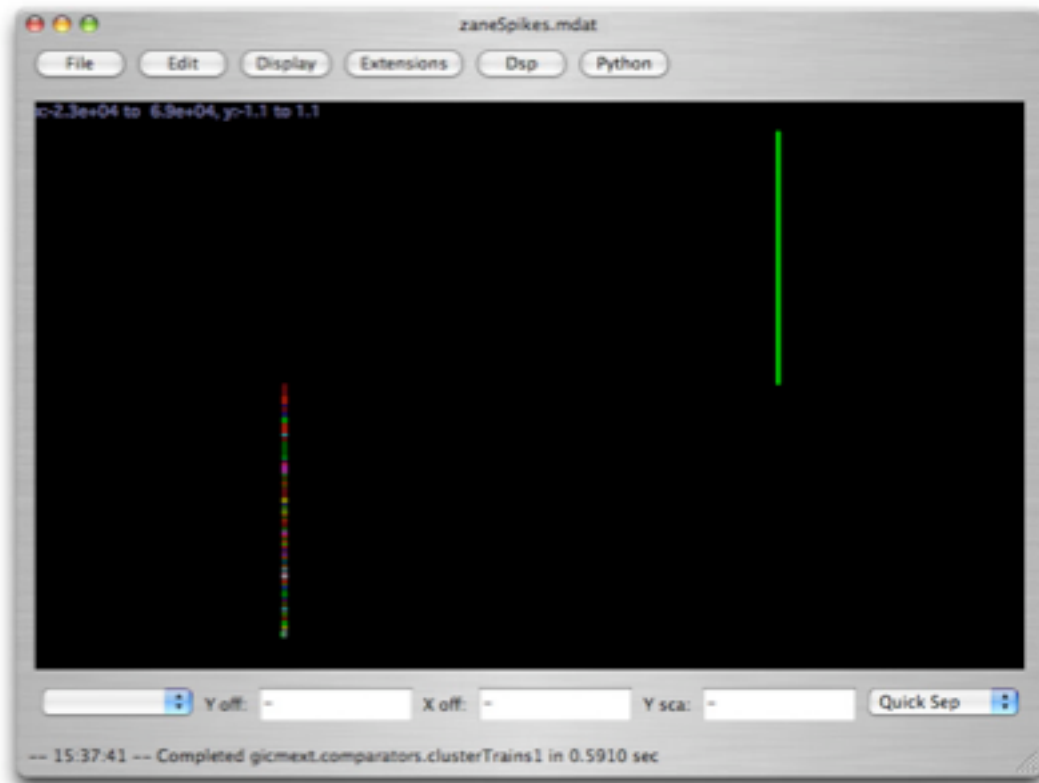 zaneSpikes.mdat
File Edit Display Extensions Dsp Python
x:-2.3e+04 to 6.9e+04, y:-1.1 to 1.1
Y off: - X off: - Y sca: - Quick Sep
-- 15:37:41 -- Completed gicmext.comparators.clusterTrains1 in 0.5910 sec